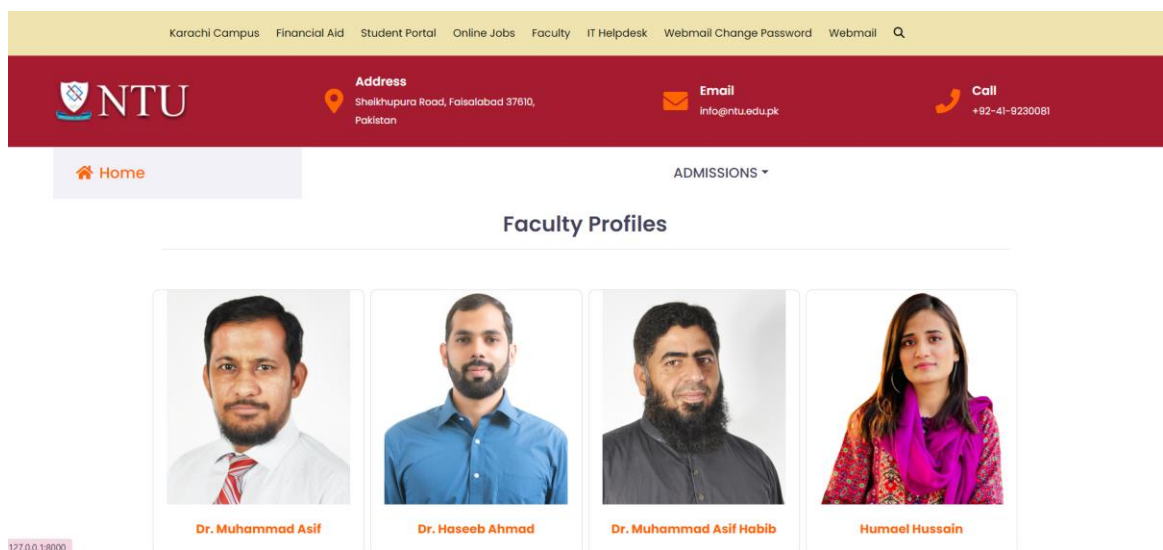 Karachi Campus Financial Aid Student Portal Online Jobs Faculty IT Helpdesk Webmail Change Password Webmail
NTU
Address
Sheikhupura Road, Faisalabad 37610,
Pakistan
Email
info@ntu.edu.pk
Call
+92-41-9230081
Home
ADMISSIONS
Faculty Profiles
Dr. Muhammad Asif
Dr. Haseeb Ahmad
Dr. Muhammad Asif Habib
Humael Hussain
127.0.0.1:8000